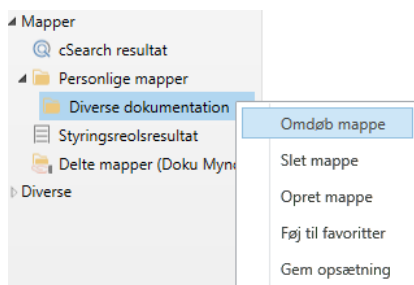 Mapper
cSearch resultat
Personlige mapper
Diverse dokumentation
Styringsreolsresultat
Delte mapper (Doku Mynd
Diverse
Omdøb mappe
Slet mappe
Opret mappe
Føj til favoritter
Gem opsætning